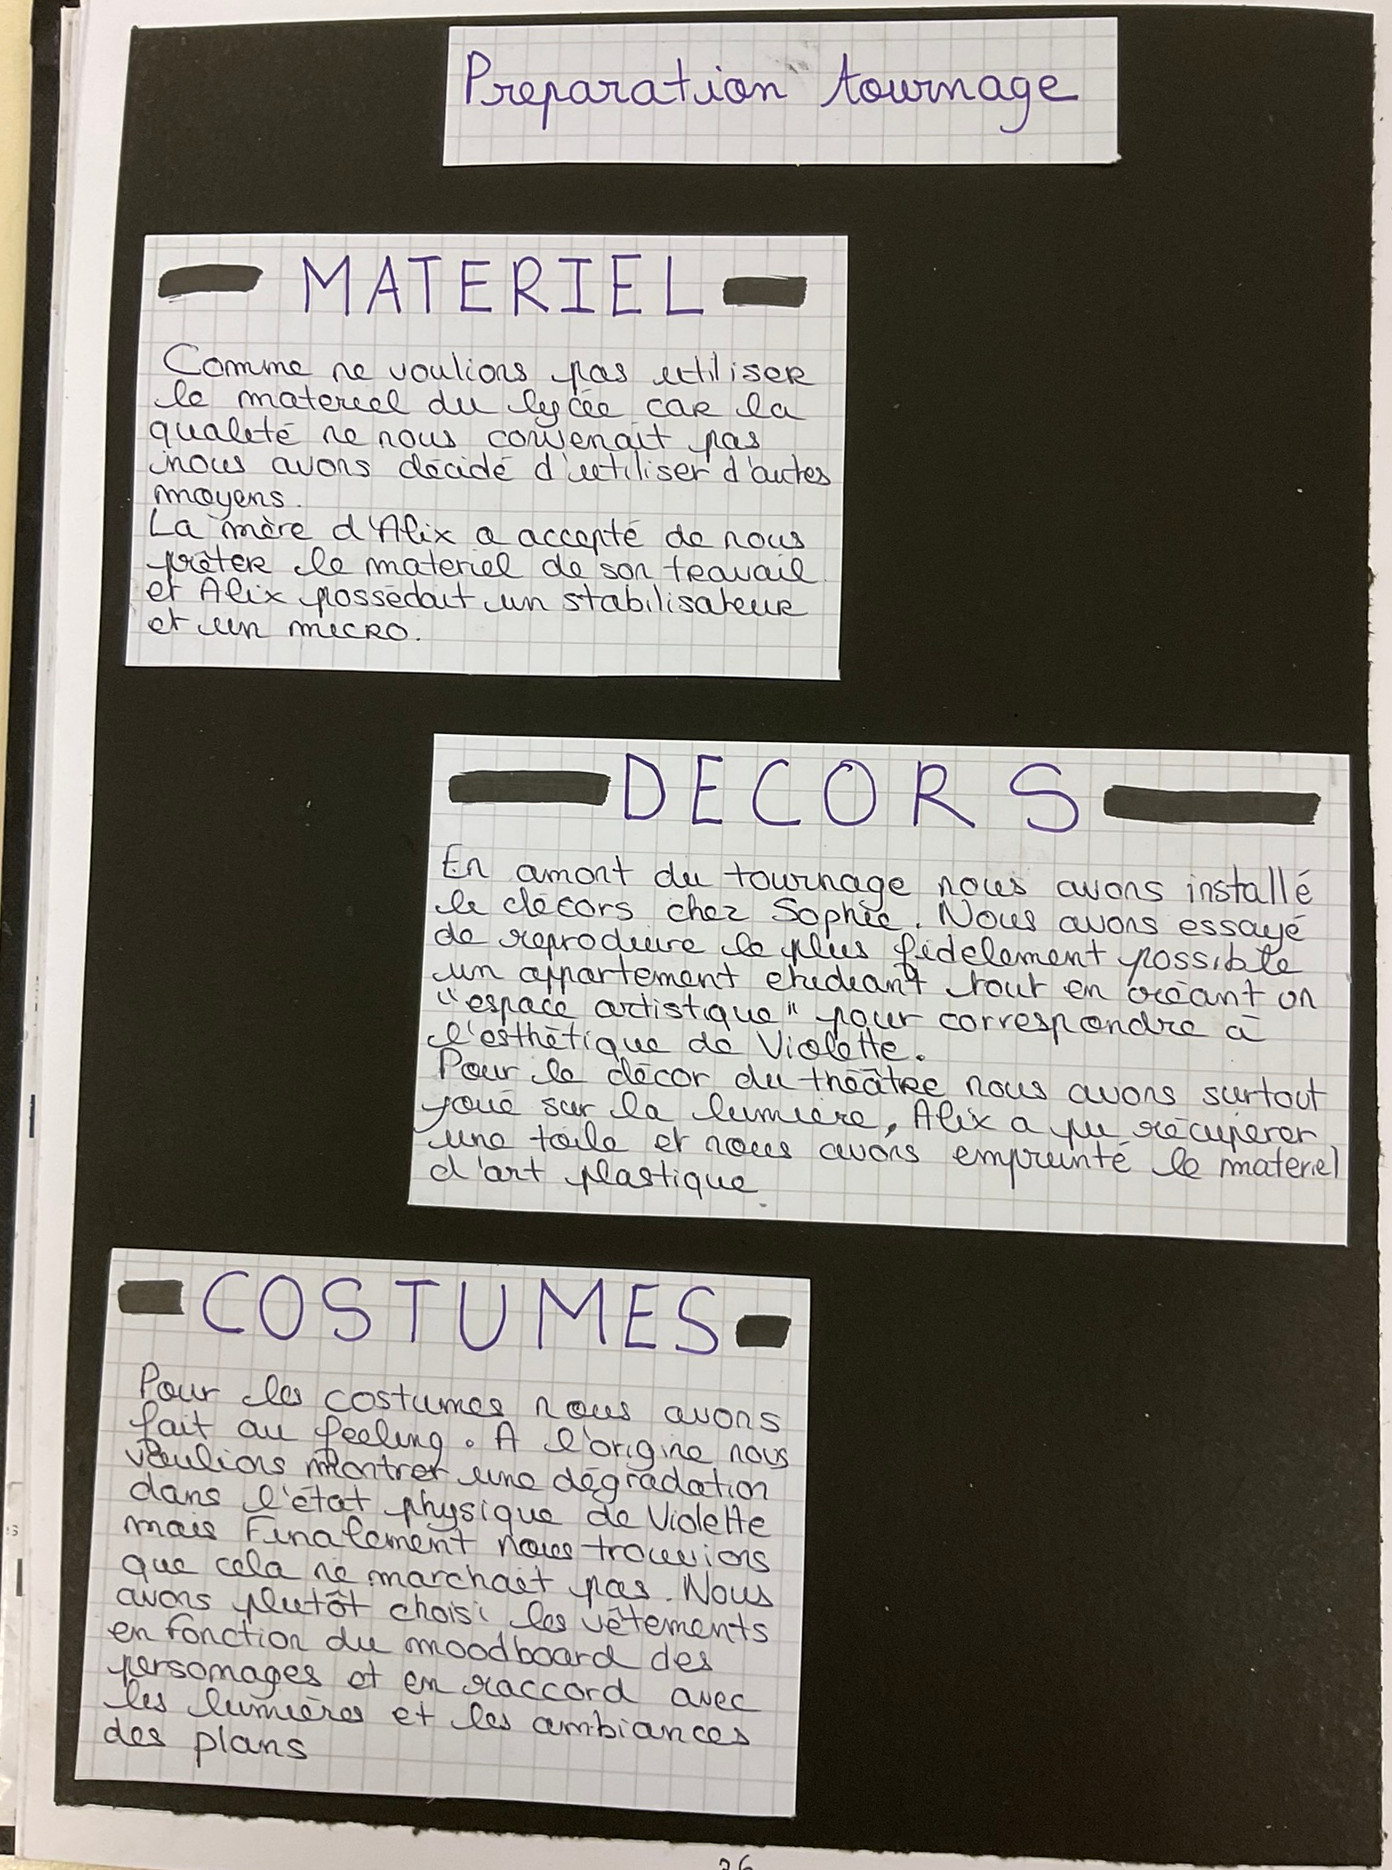 Preparation tournage
MATERIEL
Comme ne voulions pas utiliser
le materiel du lycée car la
qualité ne nous convenait pas
nous avons décidé d'utiliser d'autres
moyens.
La mère d'Alix a accepté de nous
prêter le materiel de son travail
et Alix possédait un stabilisateur
et un micro.
DECORS
En amont du tournage nous avons installé
le décors chez Sophie. Nous avons essayé
de reproduire le plus fidelement possible
un appartement etudiant tout en créant on
"espace artistique" pour correspondre à
l'esthétique de Violette.
Pour le décor du théâtre nous avons surtout
joué sur la lumière, Alix a pu récuperer
une toile et nous avons emprunté le materiel
d'art plastique.
COSTUMES
Pour les costumes nous avons
fait au feeling. A l'origine nous
voulions montrer une dégradation
dans l'état physique de Violette
mais Finalement nous trouvions
que cela ne marchait pas. Nous
avons plutôt choisi les vêtements
en fonction du moodboard des
personnages et en raccord avec
les lumières et les ambiances
des plans